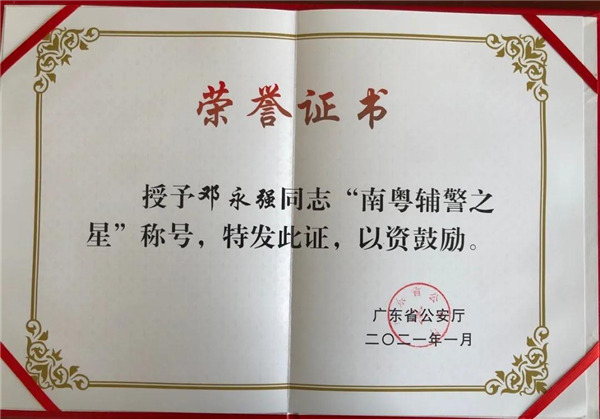 荣誉证书
授予邓永强同志“南粤辅警之
星”称号，特发此证，以资鼓励。
广东省公安厅
二〇二一年一月